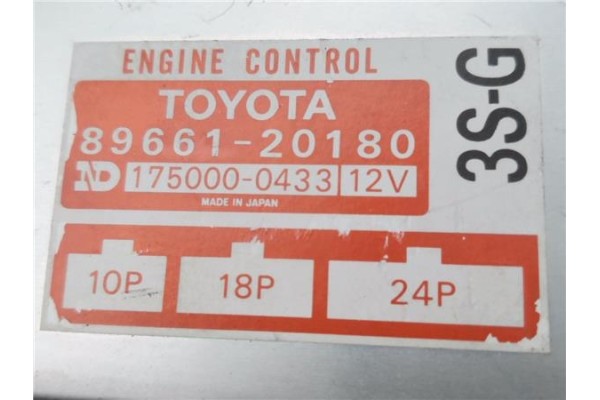 ENGINE CONTROL
TOYOTA
89661-20180
ND 175000-0433 12V
MADE IN JAPAN
3S-G
10P 18P 24P